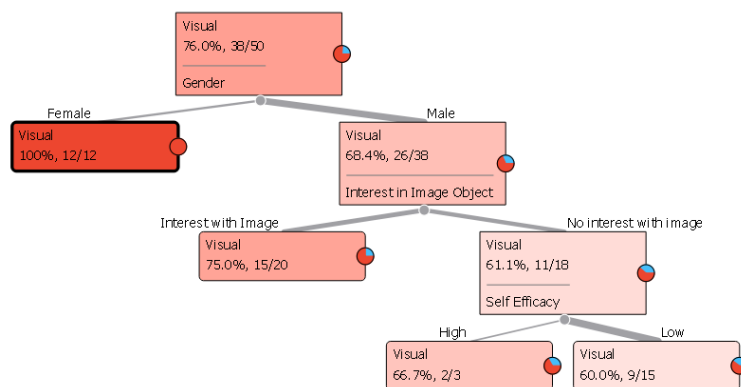 Visual
76.0%, 38/50
Gender
Female
Male
Visual
100%, 12/12
Visual
68.4%, 26/38
Interest in Image Object
Interest with Image
No interest with image
Visual
75.0%, 15/20
Visual
61.1%, 11/18
Self Efficacy
High
Low
Visual
66.7%, 2/3
Visual
60.0%, 9/15